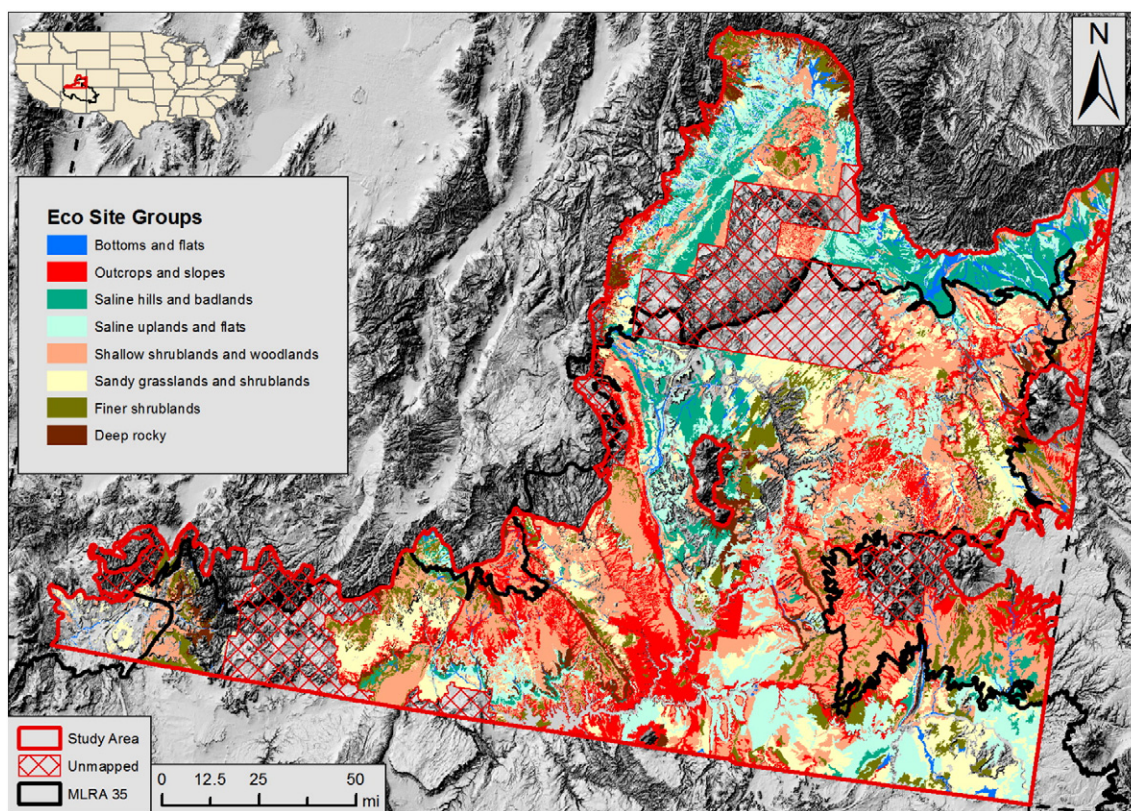 N
Eco Site Groups
Bottoms and flats
Outcrops and slopes
Saline hills and badlands
Saline uplands and flats
Shallow shrublands and woodlands
Sandy grasslands and shrublands
Finer shrublands
Deep rocky
Study Area
Unmapped
MLRA 35
0 12.5 25 50
mi